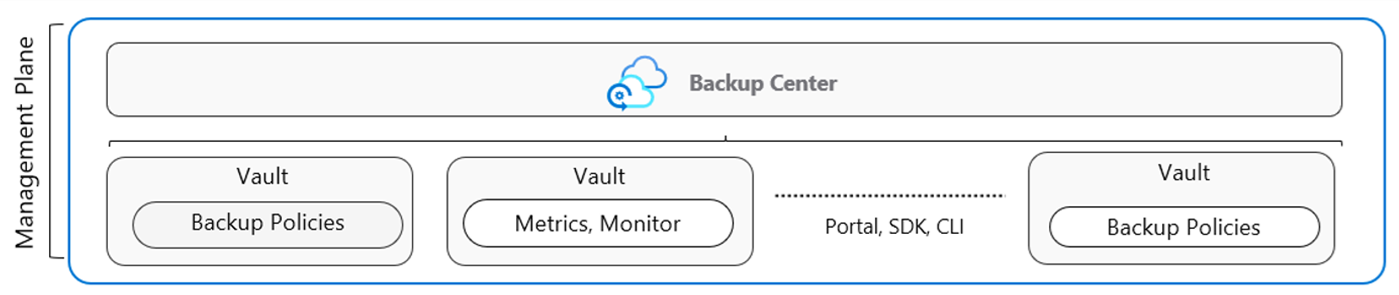 Management Plane
Backup Center
Vault
Backup Policies
Vault
Metrics, Monitor
Portal, SDK, CLI
Vault
Backup Policies